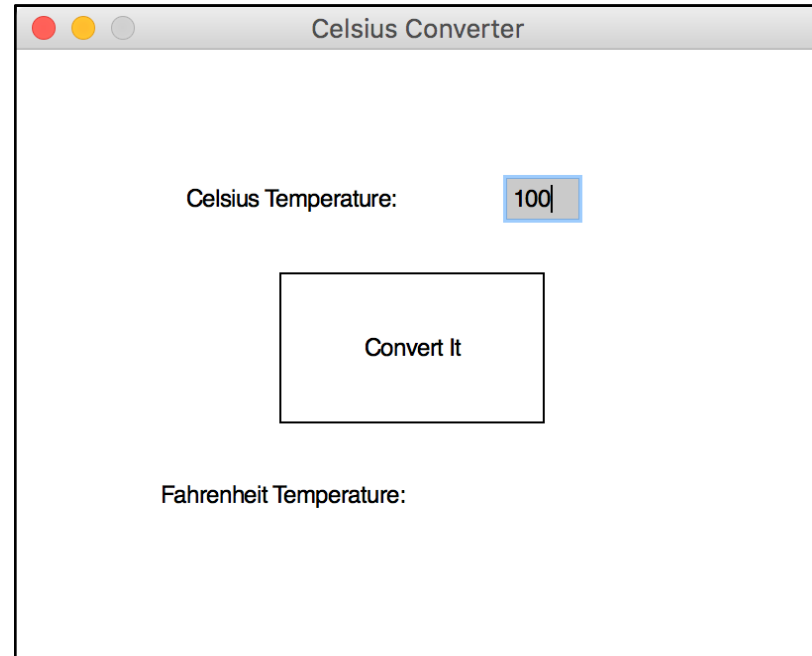 Celsius Converter
Celsius Temperature: 100
Convert It
Fahrenheit Temperature: